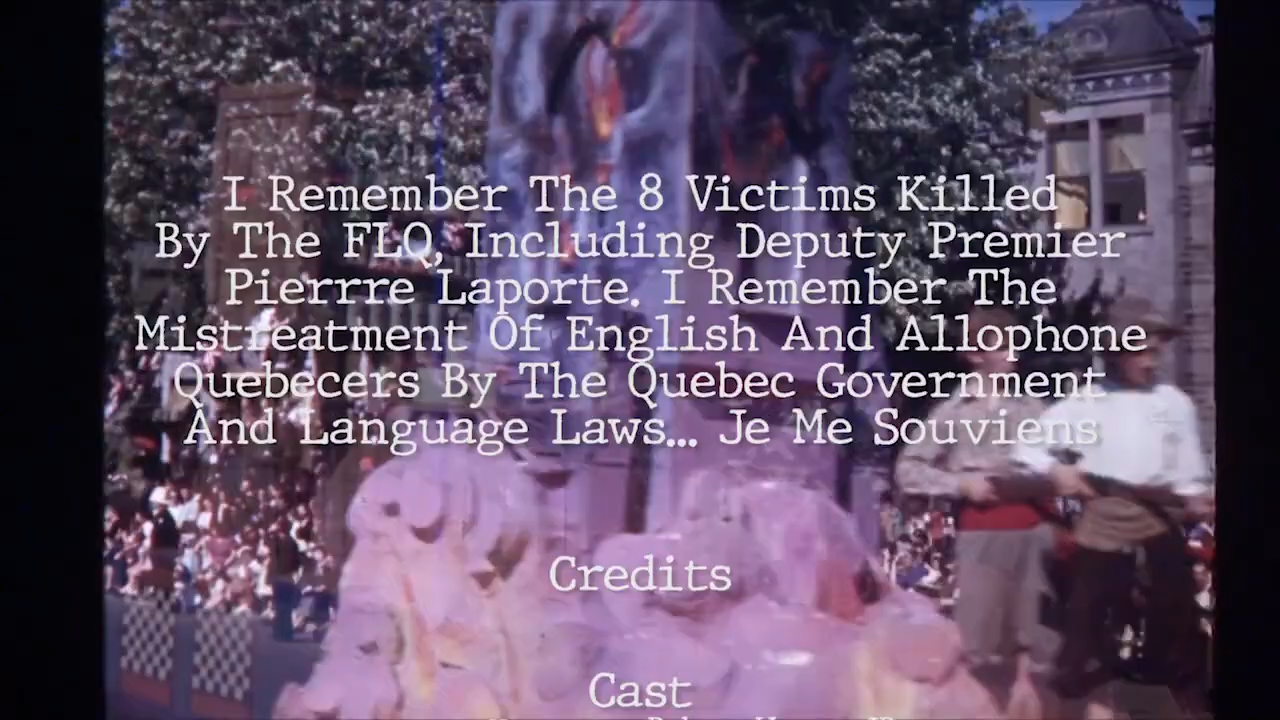 I Remember The 8 Victims Killed
By The FLQ, Including Deputy Premier
Pierrre Laporte. I Remember The
Mistreatment Of English And Allophone
Quebecers By The Quebec Government
And Language Laws... Je Me Souviens
Credits
Cast